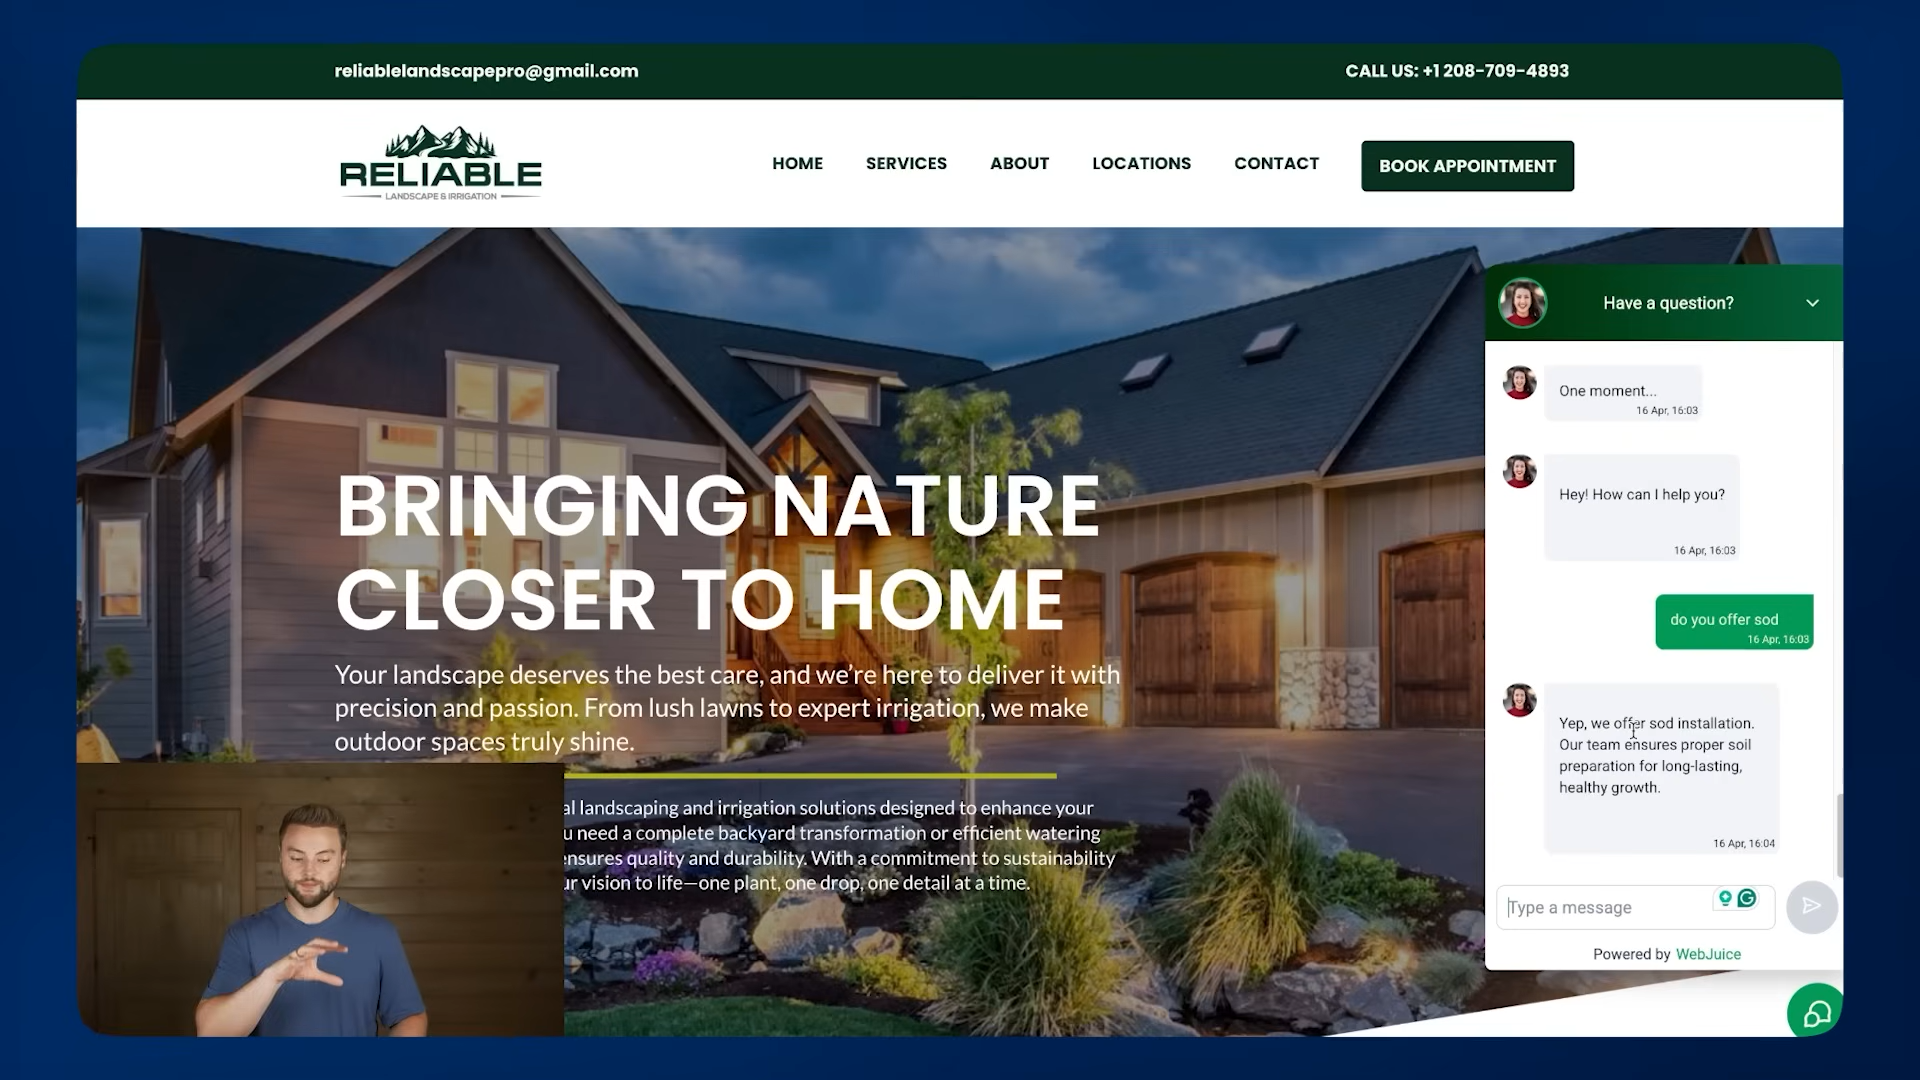 reliablelandscapepro@gmail.com
CALL US: +1 208-709-4893
RELIABLE
LANDSCAPE & IRRIGATION
HOME
SERVICES
ABOUT
LOCATIONS
CONTACT
BOOK APPOINTMENT
BRINGING NATURE
CLOSER TO HOME
Your landscape deserves the best care, and we’re here to deliver it with
precision and passion. From lush lawns to expert irrigation, we make
outdoor spaces truly shine.
landscaping and irrigation solutions designed to enhance your
need a complete backyard transformation or efficient watering
ensures quality and durability. With a commitment to sustainability
vision to life—one plant, one drop, one detail at a time.
Have a question?
One moment...
16 Apr, 16:03
Hey! How can I help you?
16 Apr, 16:03
do you offer sod
16 Apr, 16:03
Yep, we offer sod installation.
Our team ensures proper soil
preparation for long-lasting,
healthy growth.
16 Apr, 16:04
Type a message
Powered by WebJuice